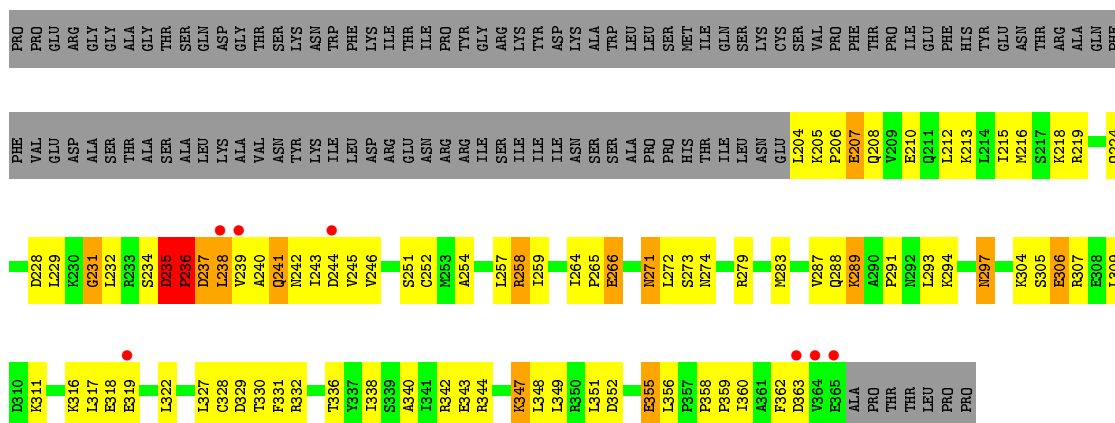 PRO PRO GLU ARG GLY GLY ALA GLY THR SER GLN ASP GLY THR SER LYS ASN TRP PHE LYS ILE THR ILE PRO TYR GLY ARG LYS TYR ASP LYS ALA TRP LEU LEU SER MET ILE GLN SER LYS CYS SER VAL PRO PHE THR PRO ILE GLU PHE HIS TYR GLU ASN THR ARG ALA GLN PHE
PHE VAL GLU ASP ALA SER THR ALA SER ALA LEU LYS ALA VAL ASN TYR LYS ILE LEU ASP ARG GLU ASN ARG ARG ILE SER ILE ILE ILE ASN SER SER ALA PRO PRO HIS THR ILE LEU ASN GLU L204 K205 P206 E207 Q208 V209 E210 Q211 L212 K213 L214 I215 M216 S217 K218 R219 Q224
D228 L229 K230 G231 L232 R233 S234 D235 P236 D237 L238 V239 A240 Q241 N242 I243 D244 V245 V246 S251 C252 M253 A254 L257 R258 I259 I264 P265 E266 N271 L272 S273 N274 R279 M283 V287 Q288 K289 A290 P291 N292 L293 K294 N297 K304 S305 E306 R307 E308 L309
D310 K311 K316 L317 E318 E319 L322 L327 C328 D329 T330 F331 R332 T336 Y337 I338 S339 A340 I341 R342 E343 R344 K347 L348 L349 R350 L351 D352 E355 L356 P357 P358 P359 I360 A361 F362 D363 V364 E365 ALA PRO THR THR LEU PRO PRO